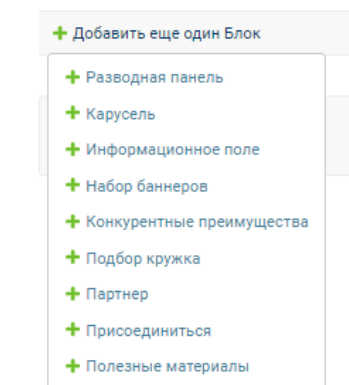 Добавить еще один Блок
Разводная панель
Карусель
Информационное поле
Набор баннеров
Конкурентные преимущества
Подбор кружка
Партнер
Присоединиться
Полезные материалы